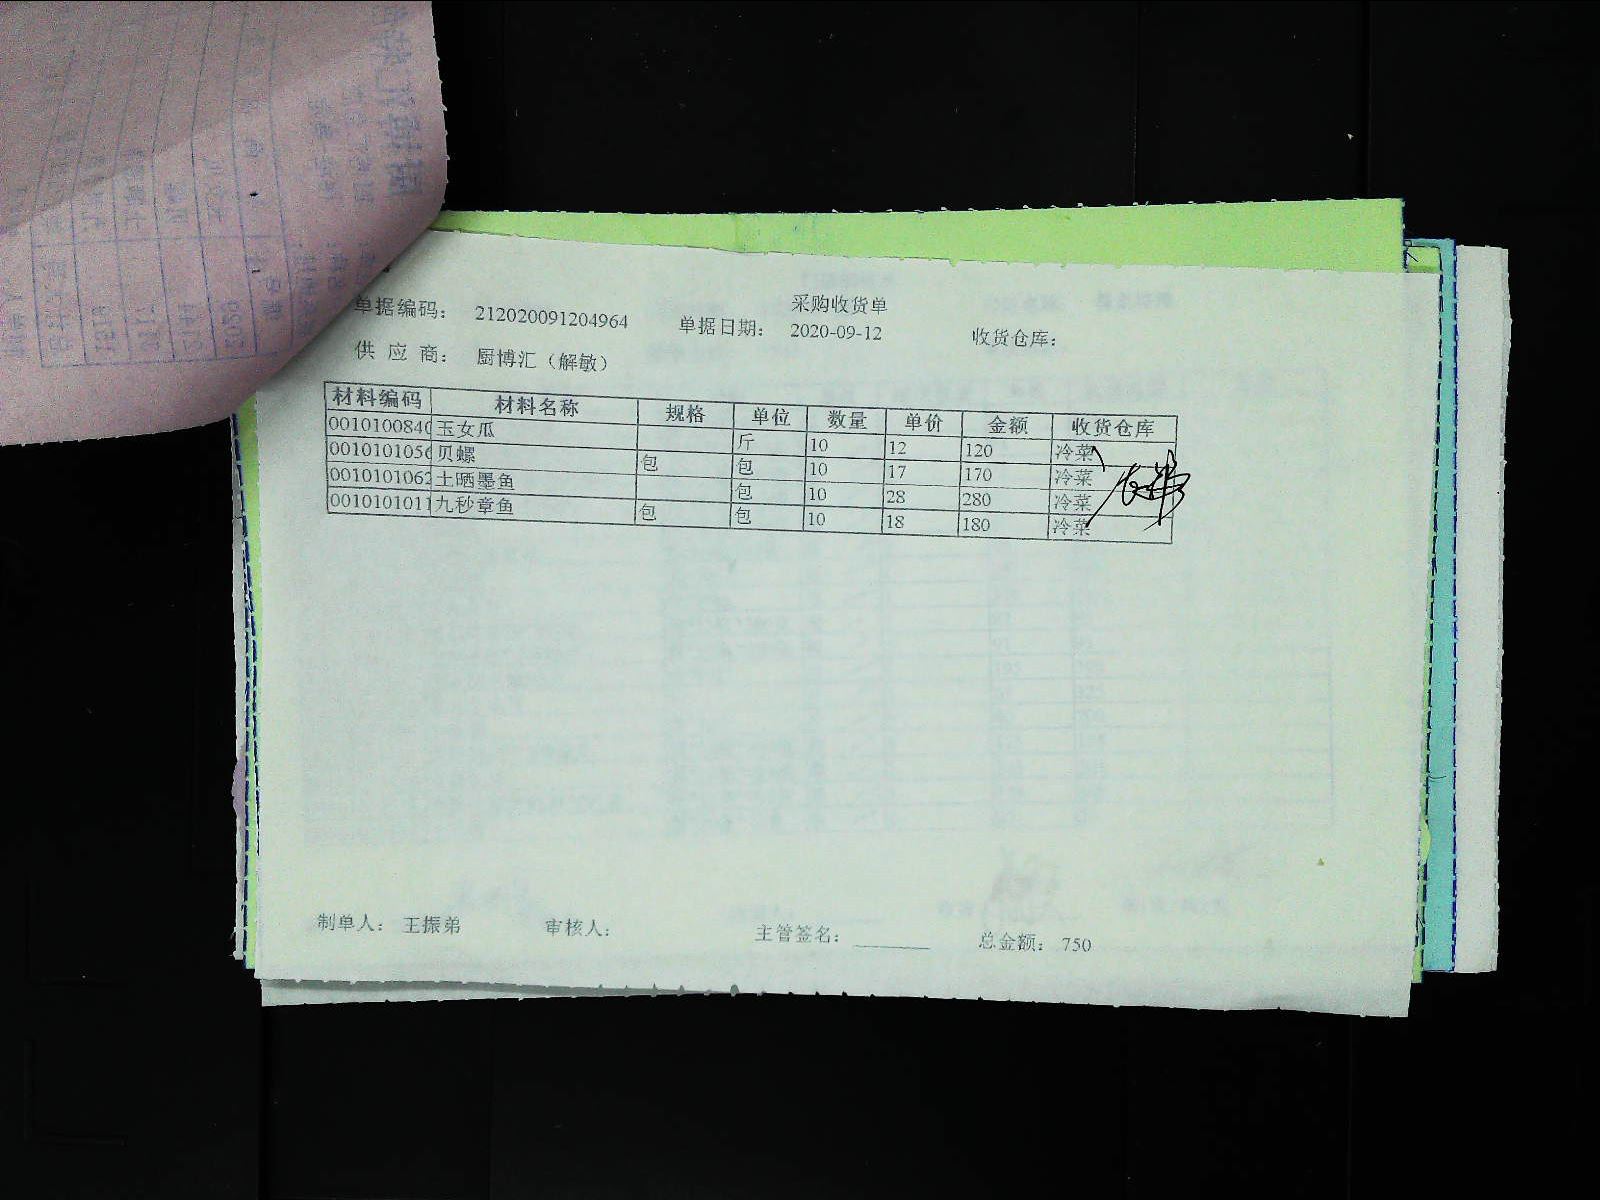 采购收货单
单据编码： 212020091204964 单据日期： 2020-09-12 收货仓库：
供 应 商： 厨博汇（解敏）
材料编码 材料名称 规格 单位 数量 单价 金额 收货仓库
001010084 玉女瓜 斤 10 12 120 冷菜
001010105 贝螺 包 包 10 17 170 冷菜
001010106 土晒墨鱼 包 10 28 280 冷菜
001010101 九秒章鱼 包 包 10 18 180 冷菜
制单人： 王振弟 审核人： 主管签名： 总金额： 750